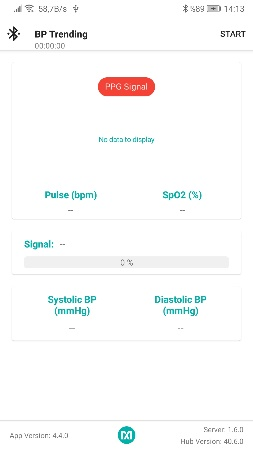 58,7B/s
%89
14:13
BP Trending
START
00:00:00
PPG Signal
No data to display
Pulse (bpm)
SpO2 (%)
--
--
Signal: --
0 %
Systolic BP
(mmHg)
Diastolic BP
(mmHg)
--
--
App Version: 4.4.0
Server: 1.6.0
Hub Version: 40.6.0